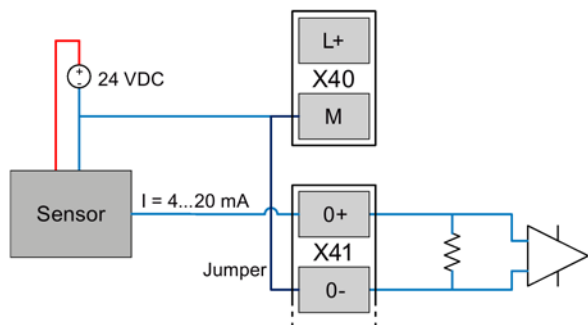 L+
24 VDC
X40
M
Sensor
I = 4...20 mA
0+
X41
Jumper
0-